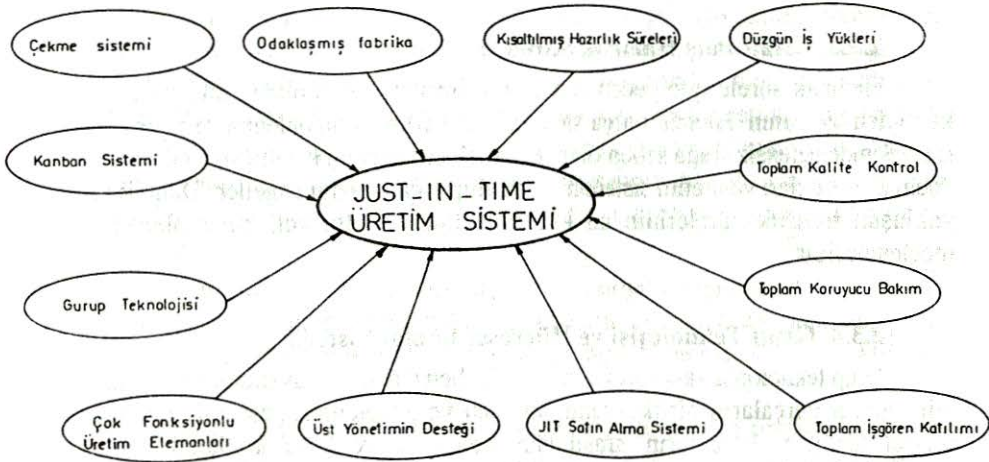 Çekme sistemi
Odaklaşmış fabrika
Kısaltılmış Hazırlık Süreleri
Düzgün İş Yükleri
Kanban Sistemi
JUST-IN-TIME
ÜRETİM SİSTEMİ
Toplam Kalite Kontrol
Gurup Teknolojisi
Toplam Koruyucu Bakım
Çok Fonksiyonlu
Üretim Elemanları
Üst Yönetimin Desteği
JIT Satın Alma Sistemi
Toplam İşgören Katılımı